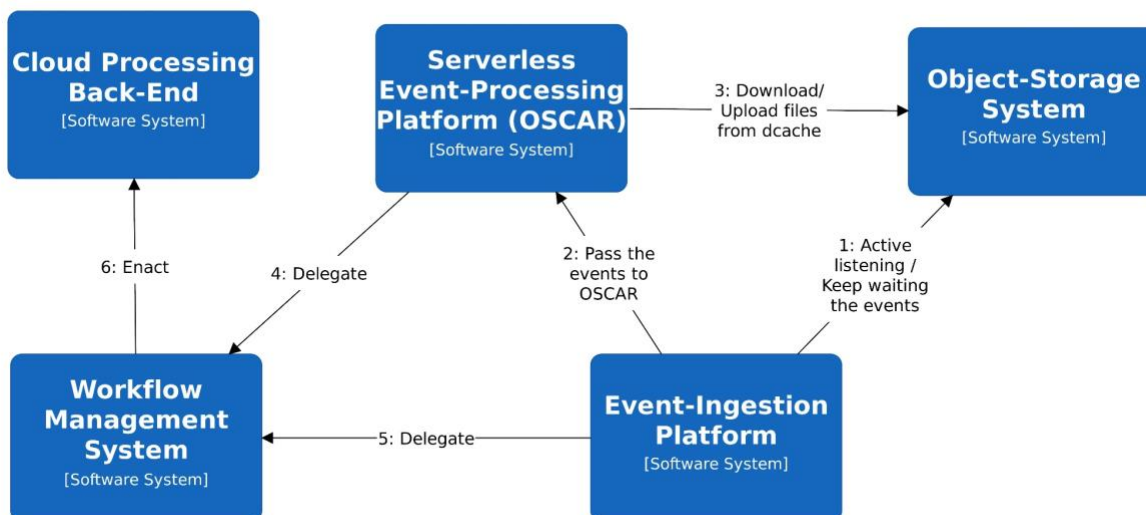 Cloud Processing
Back-End
[Software System]
Serverless
Event-Processing
Platform (OSCAR)
[Software System]
3: Download/
Upload files
from dcache
Object-Storage
System
[Software System]
6: Enact
4: Delegate
2: Pass the
events to
OSCAR
1: Active
listening /
Keep waiting
the events
Workflow
Management
System
[Software System]
5: Delegate
Event-Ingestion
Platform
[Software System]